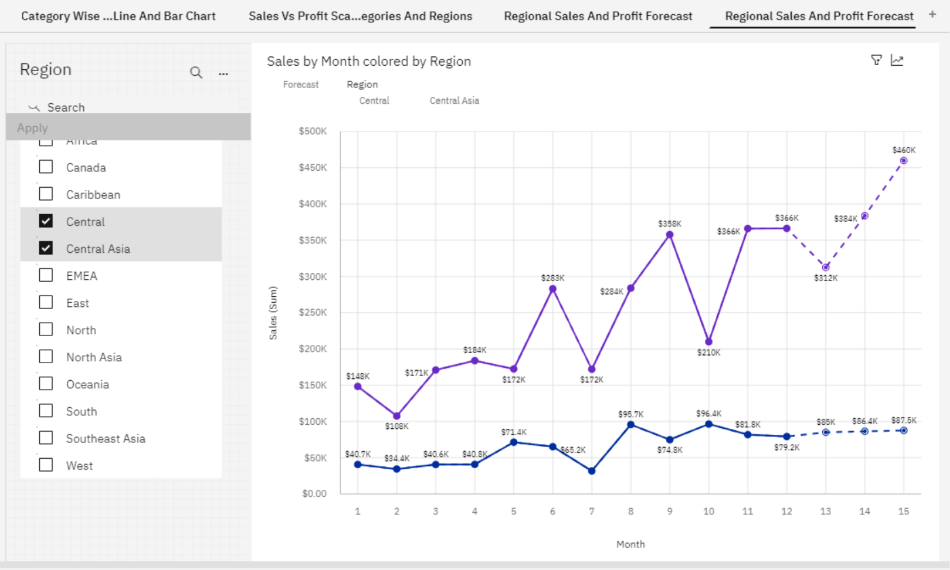 Category Wise ...Line And Bar Chart
Sales Vs Profit Sca...egories And Regions
Regional Sales And Profit Forecast
Regional Sales And Profit Forecast
+
Region
...
Search
Apply
Africa
Canada
Caribbean
Central
Central Asia
EMEA
East
North
North Asia
Oceania
South
Southeast Asia
West
Sales by Month colored by Region
Forecast
Region
Central
Central Asia
$500K
$450K
$400K
$350K
$300K
$250K
$200K
$150K
$100K
$50K
$0.00
Sales (Sum)
$148K
$108K
$171K
$184K
$172K
$283K
$172K
$284K
$358K
$210K
$366K
$366K
$312K
$384K
$460K
$40.7K
$34.4K
$40.6K
$40.8K
$71.4K
$65.2K
$95.7K
$74.8K
$96.4K
$81.8K
$79.2K
$85K
$86.4K
$87.5K
1 2 3 4 5 6 7 8 9 10 11 12 13 14 15
Month